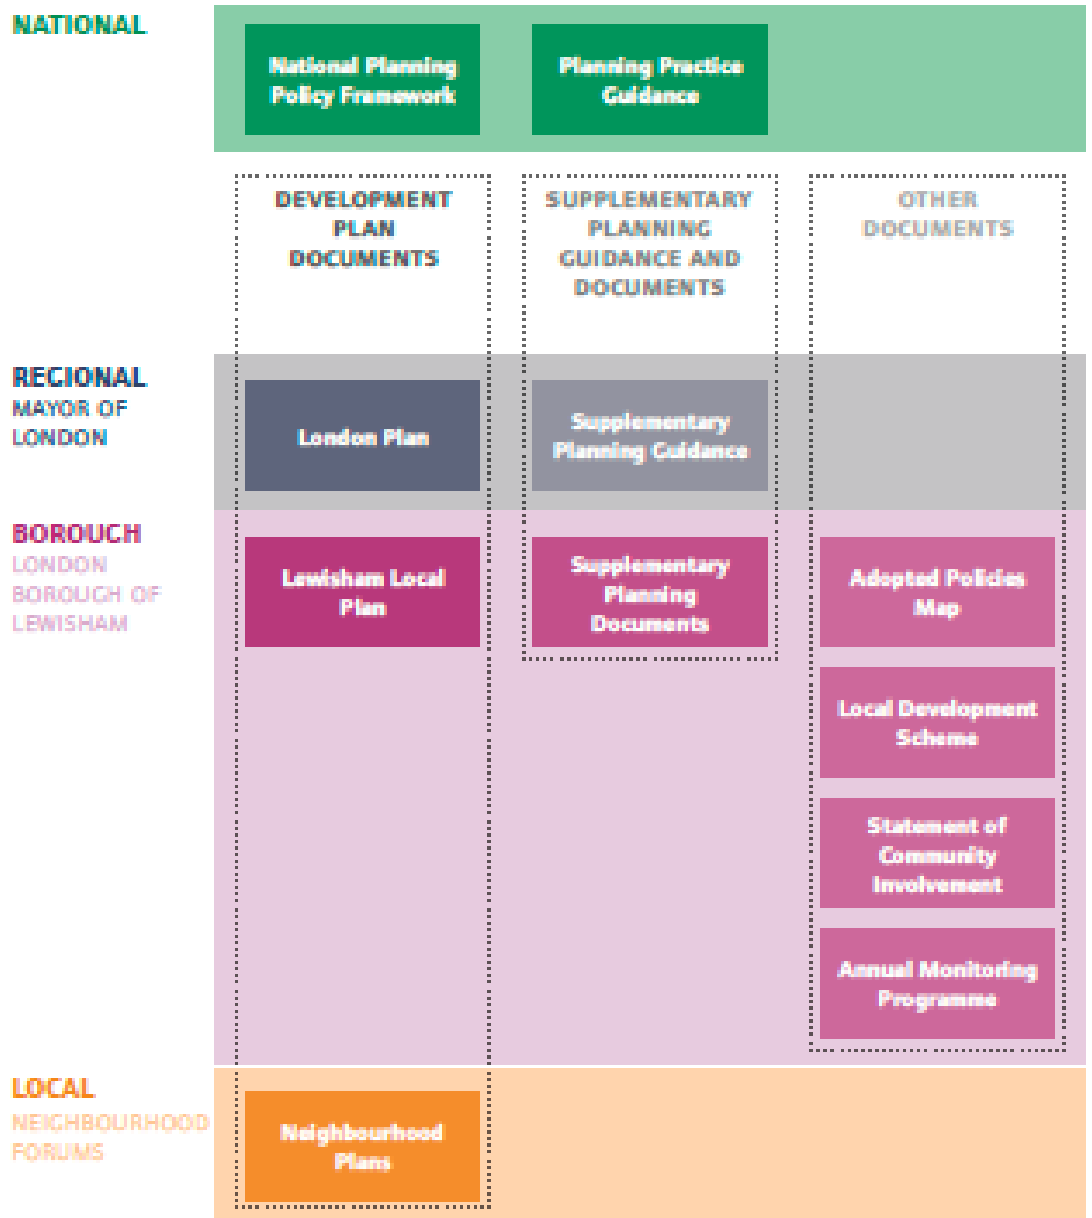 NATIONAL
National Planning
Policy Framework
Planning Practice
Guidance
DEVELOPMENT
PLAN
DOCUMENTS
SUPPLEMENTARY
PLANNING
GUIDANCE AND
DOCUMENTS
OTHER
DOCUMENTS
REGIONAL
MAYOR OF
LONDON
London Plan
Supplementary
Planning Guidance
BOROUGH
LONDON
BOROUGH OF
LEWISHAM
Lewisham Local
Plan
Supplementary
Planning
Documents
Adopted Policies
Map
Local Development
Scheme
Statement of
Community
Involvement
Annual Monitoring
Programme
LOCAL
NEIGHBOURHOOD
FORUMS
Neighbourhood
Plans